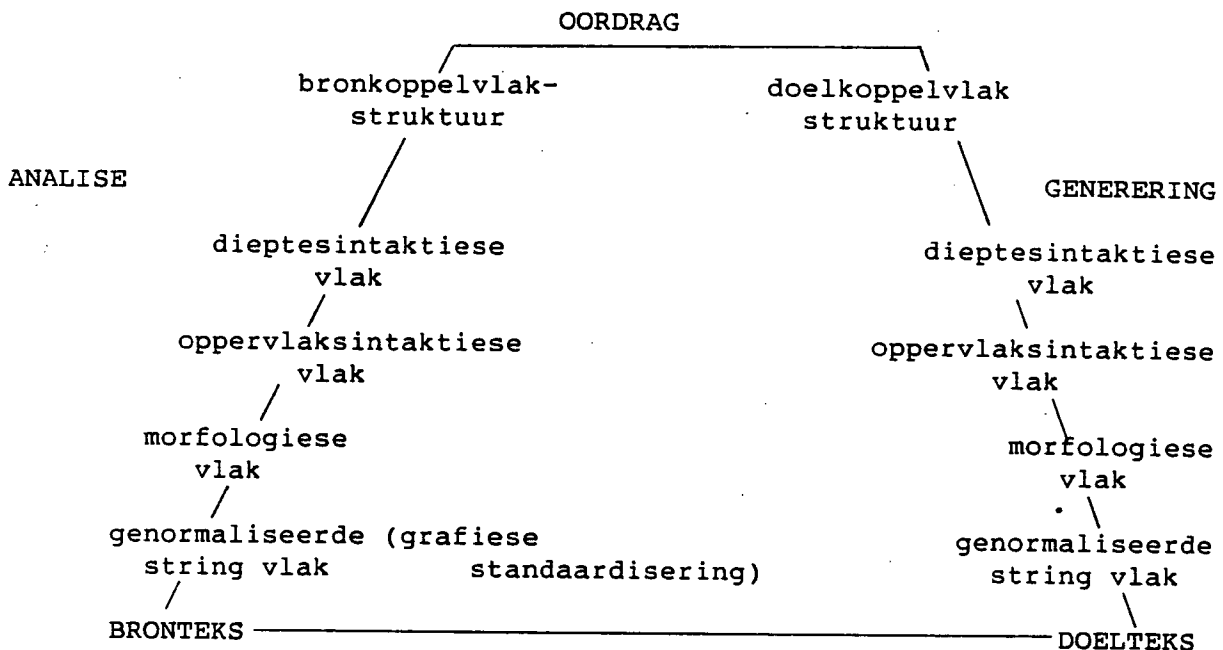 OORDRAG
bronkoppelvlak-
struktuur
doelkoppelvlak
struktuur
ANALISE
GENERERING
dieptesintaktiese
vlak
dieptesintaktiese
vlak
oppervlaksintaktiese
vlak
oppervlaksintaktiese
vlak
morfologiese
vlak
morfologiese
vlak
genormaliseerde (grafiese
string vlak standaardisering)
genormaliseerde
string vlak
BRONTEKS
DOELTEKS